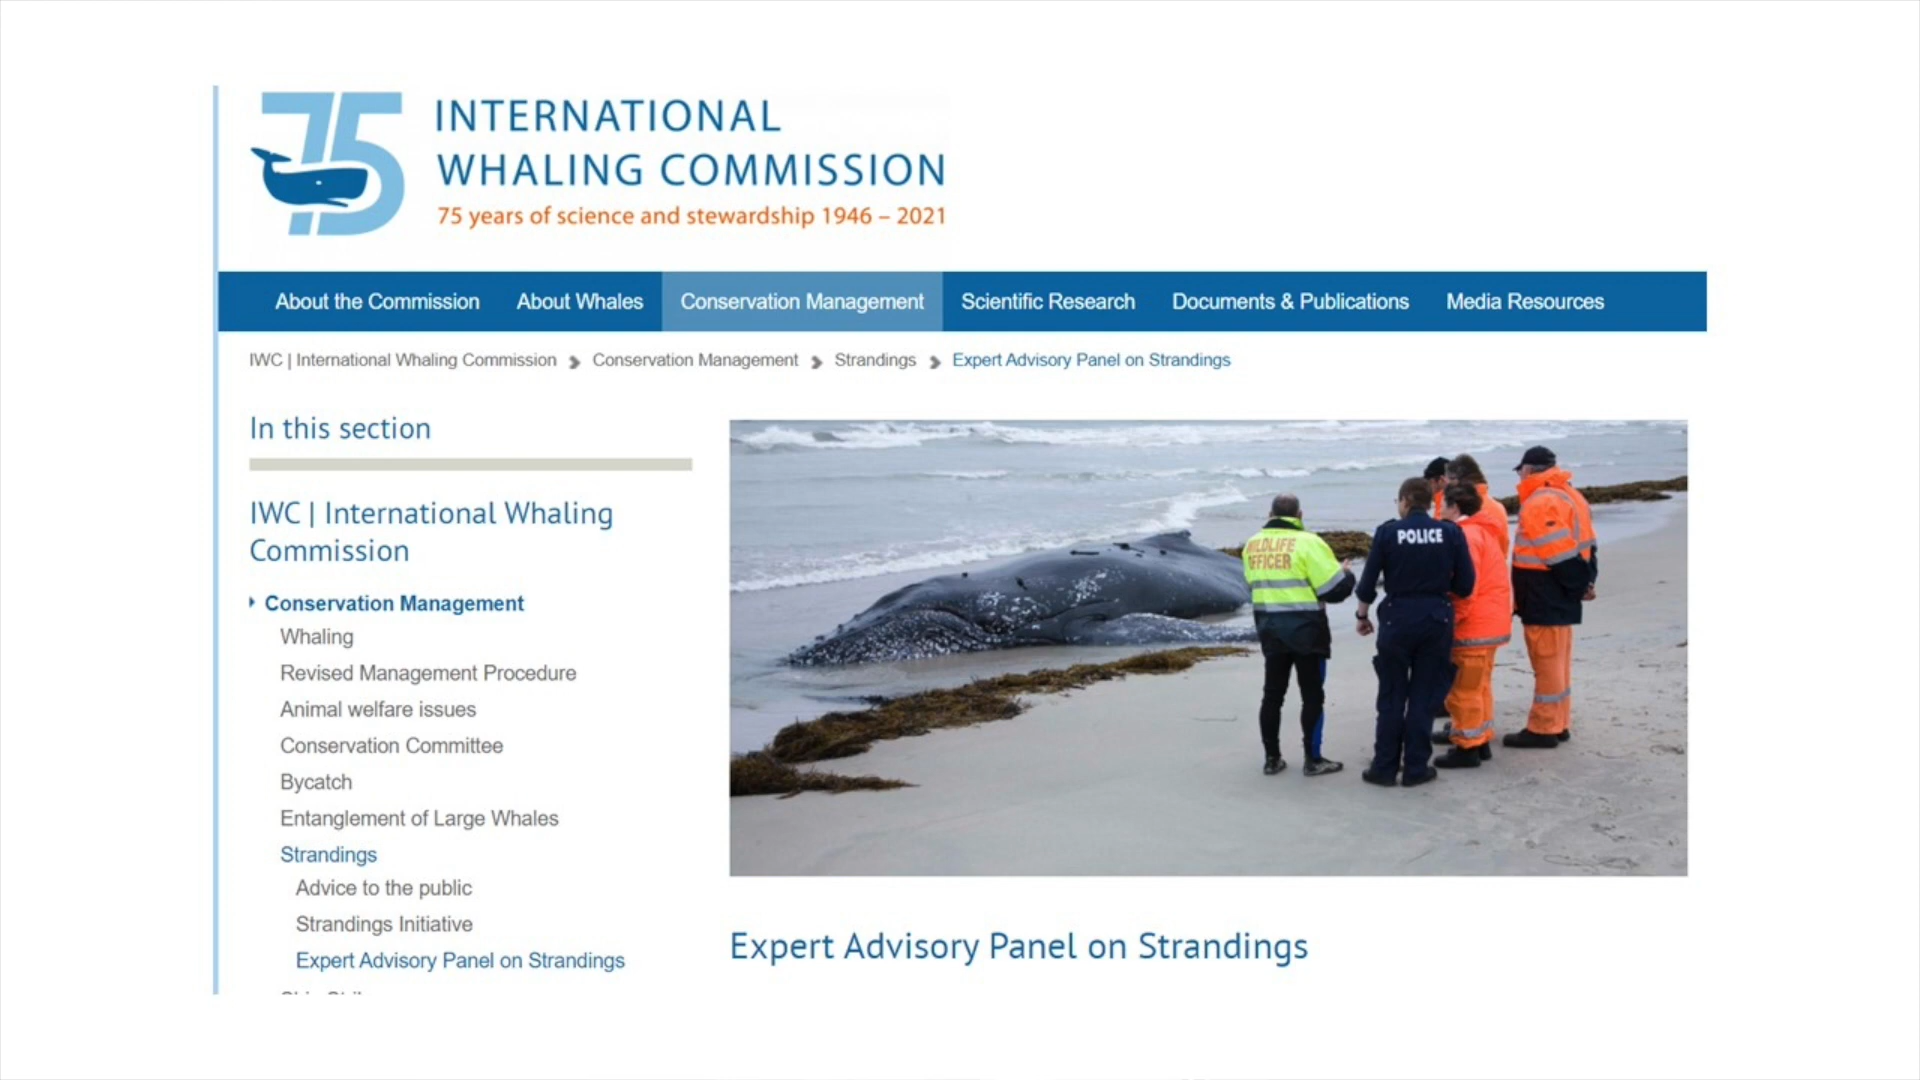 75
INTERNATIONAL
WHALING COMMISSION
75 years of science and stewardship 1946 – 2021
About the Commission About Whales Conservation Management Scientific Research Documents & Publications Media Resources
IWC | International Whaling Commission Conservation Management Strandings Expert Advisory Panel on Strandings
In this section
IWC | International Whaling
Commission
Conservation Management
Whaling
Revised Management Procedure
Animal welfare issues
Conservation Committee
Bycatch
Entanglement of Large Whales
Strandings
Advice to the public
Strandings Initiative
Expert Advisory Panel on Strandings
WILDLIFE
OFFICER
POLICE
Expert Advisory Panel on Strandings